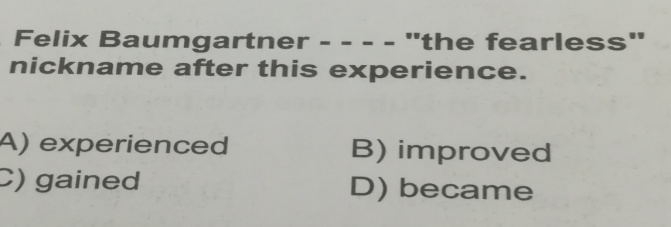 Felix Baumgartner - - - - "the fearless"
nickname after this experience.
A) experienced B) improved
C) gained D) became